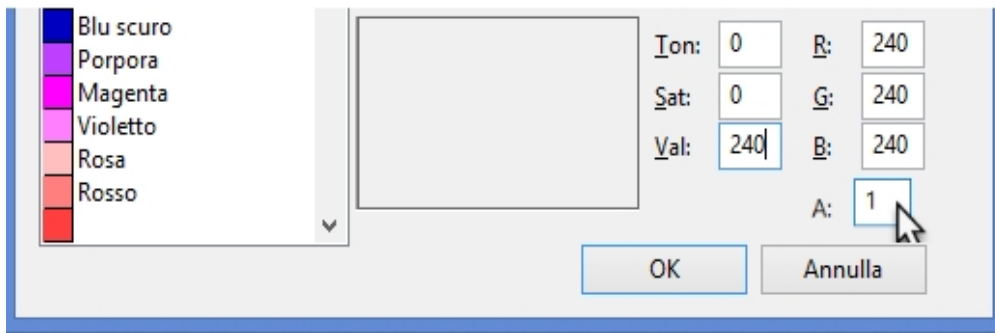 Blu scuro
Porpora
Magenta
Violetto
Rosa
Rosso
Ton: 0 R: 240
Sat: 0 G: 240
Val: 240 B: 240
A: 1
OK Annulla